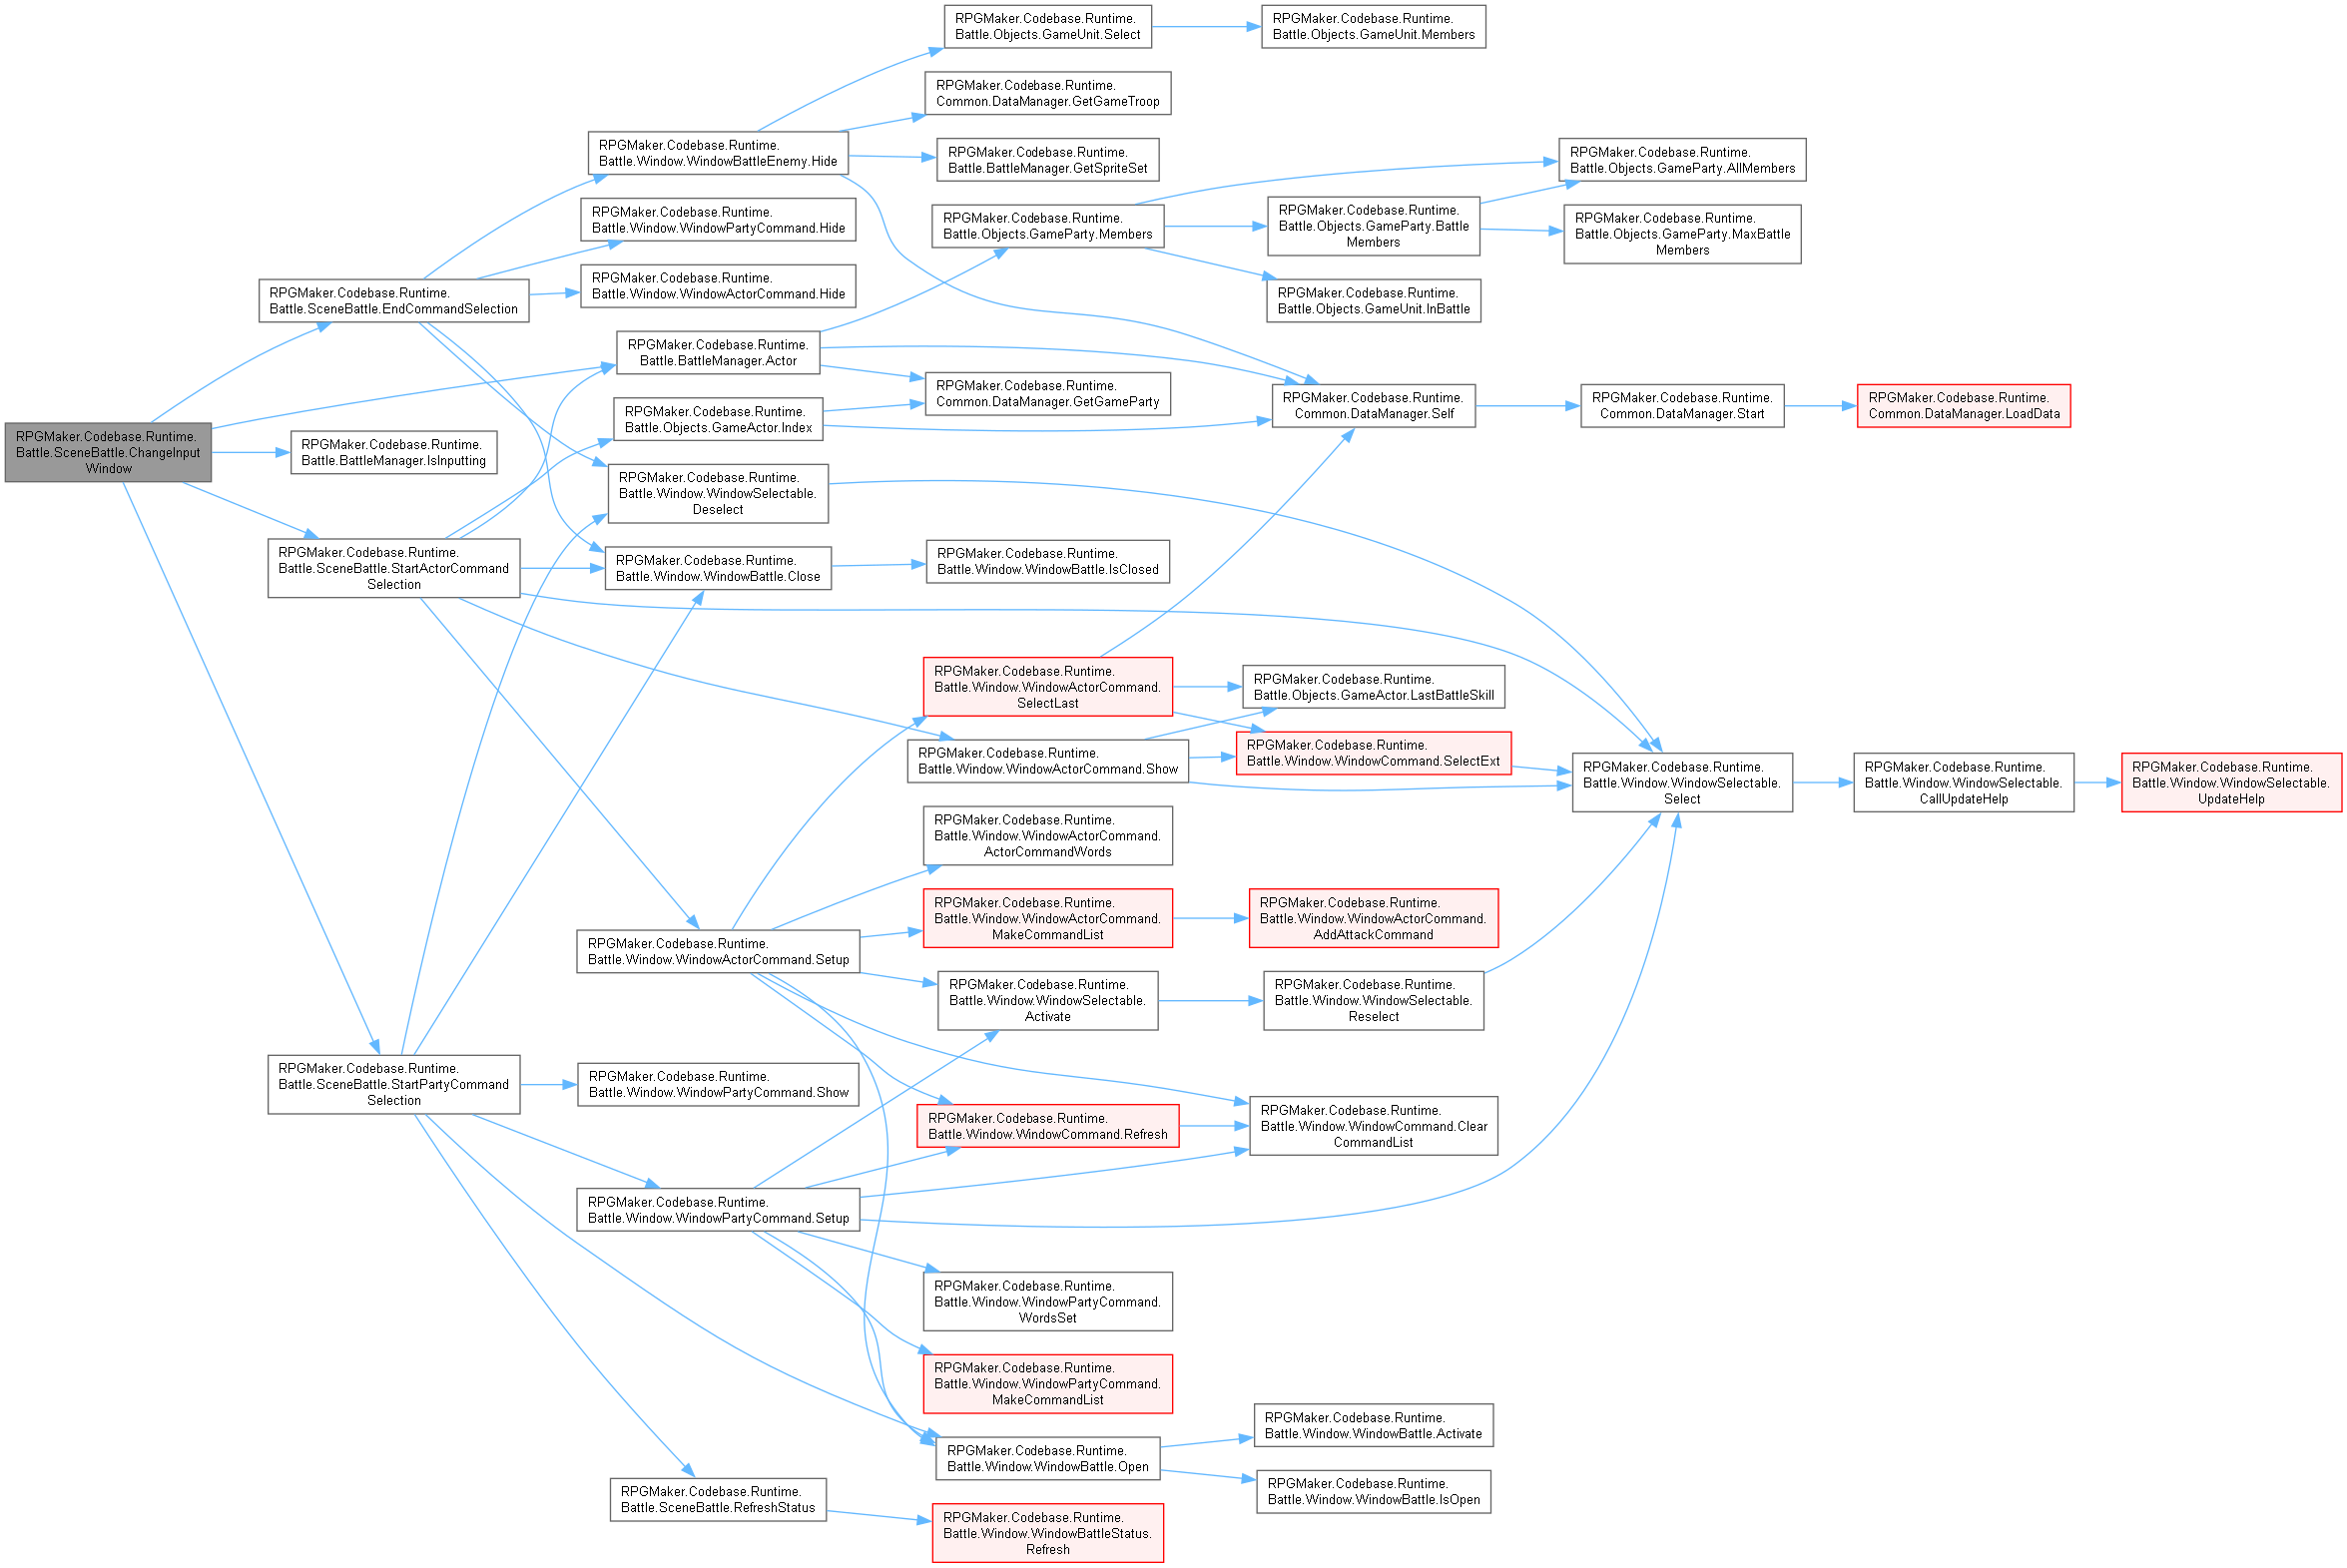 RPGMaker.Codebase.Runtime.
Battle.SceneBattle.ChangeInput
Window
RPGMaker.Codebase.Runtime.
Battle.SceneBattle.EndCommandSelection
RPGMaker.Codebase.Runtime.
Battle.BattleManager.IsInputting
RPGMaker.Codebase.Runtime.
Battle.SceneBattle.StartActorCommand
Selection
RPGMaker.Codebase.Runtime.
Battle.SceneBattle.StartPartyCommand
Selection
RPGMaker.Codebase.Runtime.
Battle.Window.WindowBattleEnemy.Hide
RPGMaker.Codebase.Runtime.
Battle.Window.WindowPartyCommand.Hide
RPGMaker.Codebase.Runtime.
Battle.Window.WindowActorCommand.Hide
RPGMaker.Codebase.Runtime.
Battle.BattleManager.Actor
RPGMaker.Codebase.Runtime.
Battle.Objects.GameActor.Index
RPGMaker.Codebase.Runtime.
Battle.Window.WindowSelectable.
Deselect
RPGMaker.Codebase.Runtime.
Battle.Window.WindowBattle.Close
RPGMaker.Codebase.Runtime.
Battle.Window.WindowActorCommand.Setup
RPGMaker.Codebase.Runtime.
Battle.Window.WindowPartyCommand.Show
RPGMaker.Codebase.Runtime.
Battle.Window.WindowPartyCommand.Setup
RPGMaker.Codebase.Runtime.
Battle.SceneBattle.RefreshStatus
RPGMaker.Codebase.Runtime.
Battle.Objects.GameUnit.Select
RPGMaker.Codebase.Runtime.
Common.DataManager.GetGameTroop
RPGMaker.Codebase.Runtime.
Battle.BattleManager.GetSpriteSet
RPGMaker.Codebase.Runtime.
Battle.Objects.GameParty.Members
RPGMaker.Codebase.Runtime.
Common.DataManager.GetGameParty
RPGMaker.Codebase.Runtime.
Battle.Window.WindowBattle.IsClosed
RPGMaker.Codebase.Runtime.
Battle.Window.WindowActorCommand.
SelectLast
RPGMaker.Codebase.Runtime.
Battle.Window.WindowActorCommand.Show
RPGMaker.Codebase.Runtime.
Battle.Window.WindowActorCommand.
ActorCommandWords
RPGMaker.Codebase.Runtime.
Battle.Window.WindowActorCommand.
MakeCommandList
RPGMaker.Codebase.Runtime.
Battle.Window.WindowSelectable.
Activate
RPGMaker.Codebase.Runtime.
Battle.Window.WindowCommand.Refresh
RPGMaker.Codebase.Runtime.
Battle.Window.WindowPartyCommand.
WordsSet
RPGMaker.Codebase.Runtime.
Battle.Window.WindowPartyCommand.
MakeCommandList
RPGMaker.Codebase.Runtime.
Battle.Window.WindowBattle.Open
RPGMaker.Codebase.Runtime.
Battle.Window.WindowBattleStatus.
Refresh
RPGMaker.Codebase.Runtime.
Battle.Objects.GameUnit.Members
RPGMaker.Codebase.Runtime.
Battle.Objects.GameParty.Battle
Members
RPGMaker.Codebase.Runtime.
Battle.Objects.GameUnit.InBattle
RPGMaker.Codebase.Runtime.
Common.DataManager.Self
RPGMaker.Codebase.Runtime.
Battle.Objects.GameActor.LastBattleSkill
RPGMaker.Codebase.Runtime.
Battle.Window.WindowCommand.SelectExt
RPGMaker.Codebase.Runtime.
Battle.Window.WindowActorCommand.
AddAttackCommand
RPGMaker.Codebase.Runtime.
Battle.Window.WindowSelectable.
Reselect
RPGMaker.Codebase.Runtime.
Battle.Window.WindowCommand.Clear
CommandList
RPGMaker.Codebase.Runtime.
Battle.Window.WindowBattle.Activate
RPGMaker.Codebase.Runtime.
Battle.Window.WindowBattle.IsOpen
RPGMaker.Codebase.Runtime.
Battle.Objects.GameParty.AllMembers
RPGMaker.Codebase.Runtime.
Battle.Objects.GameParty.MaxBattle
Members
RPGMaker.Codebase.Runtime.
Common.DataManager.Start
RPGMaker.Codebase.Runtime.
Battle.Window.WindowSelectable.
Select
RPGMaker.Codebase.Runtime.
Common.DataManager.LoadData
RPGMaker.Codebase.Runtime.
Battle.Window.WindowSelectable.
CallUpdateHelp
RPGMaker.Codebase.Runtime.
Battle.Window.WindowSelectable.
UpdateHelp